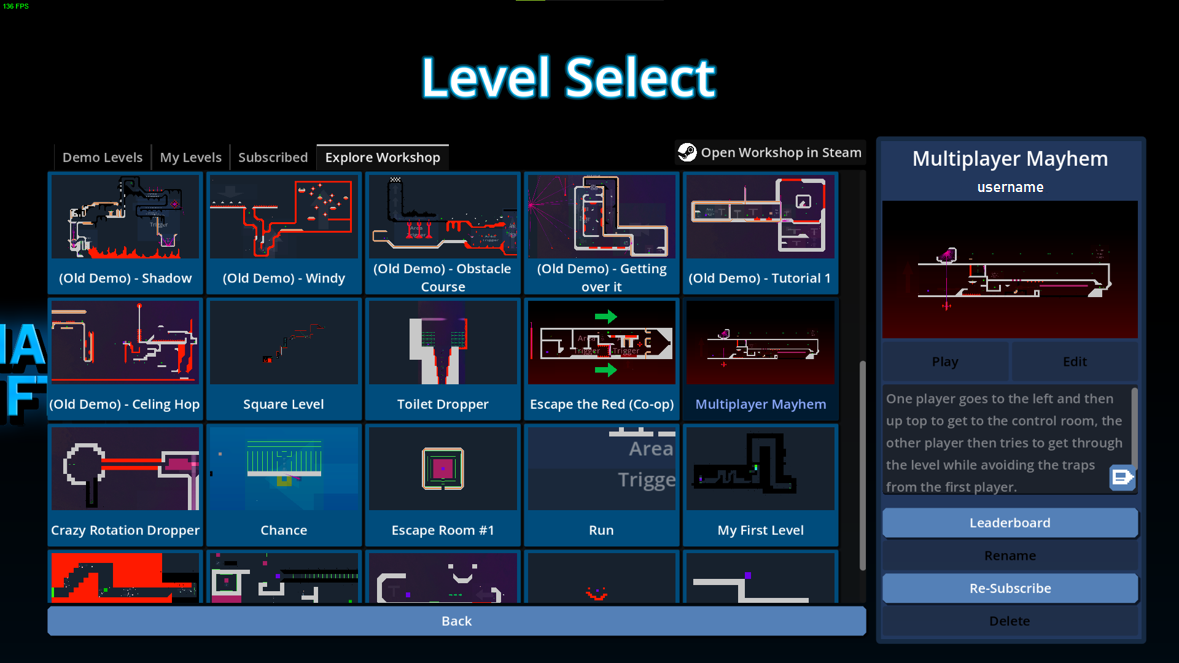 136 FPS
Level Select
Demo Levels
My Levels
Subscribed
Explore Workshop
Open Workshop in Steam
(Old Demo) - Shadow
(Old Demo) - Windy
(Old Demo) - Obstacle
Course
(Old Demo) - Getting
over it
(Old Demo) - Tutorial 1
(Old Demo) - Celing Hop
Square Level
Toilet Dropper
Escape the Red (Co-op)
Multiplayer Mayhem
Area
Trigge
Crazy Rotation Dropper
Chance
Escape Room #1
Run
My First Level
Back
Multiplayer Mayhem
username
Play
Edit
One player goes to the left and then
up top to get to the control room, the
other player then tries to get through
the level while avoiding the traps
from the first player.
Leaderboard
Rename
Re-Subscribe
Delete